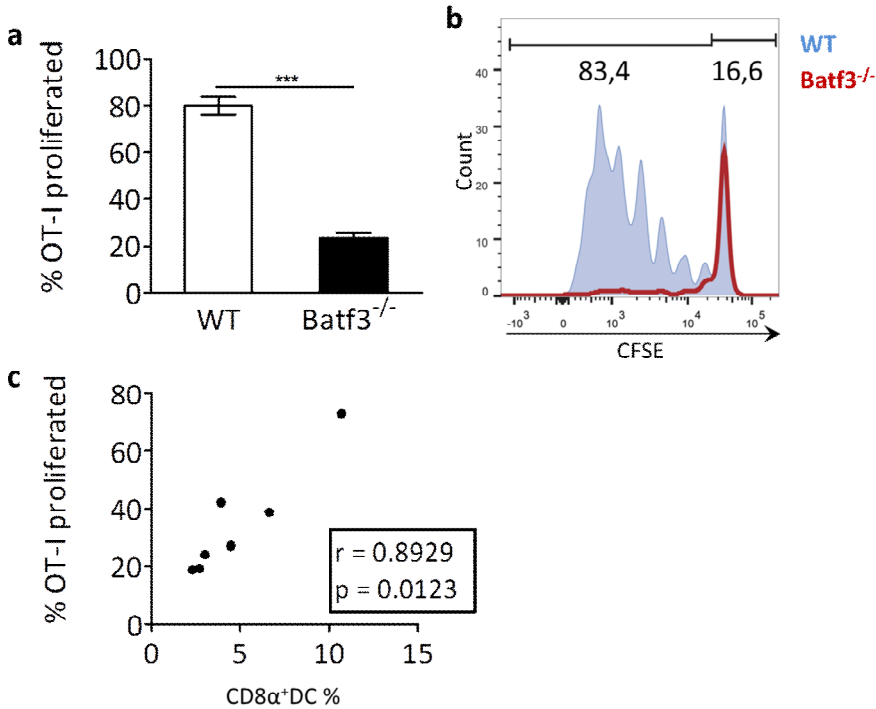 a
% OT-I proliferated
100
80
60
40
20
0
***
WT
Batf3-/-
b
WT
Batf3-/-
83,4
16,6
Count
40
30
20
10
0
-10³ 0 10³ 10⁴ 10⁵
CFSE
c
% OT-I proliferated
80
60
40
20
0
r = 0.8929
p = 0.0123
0 5 10 15
CD8α⁺DC %